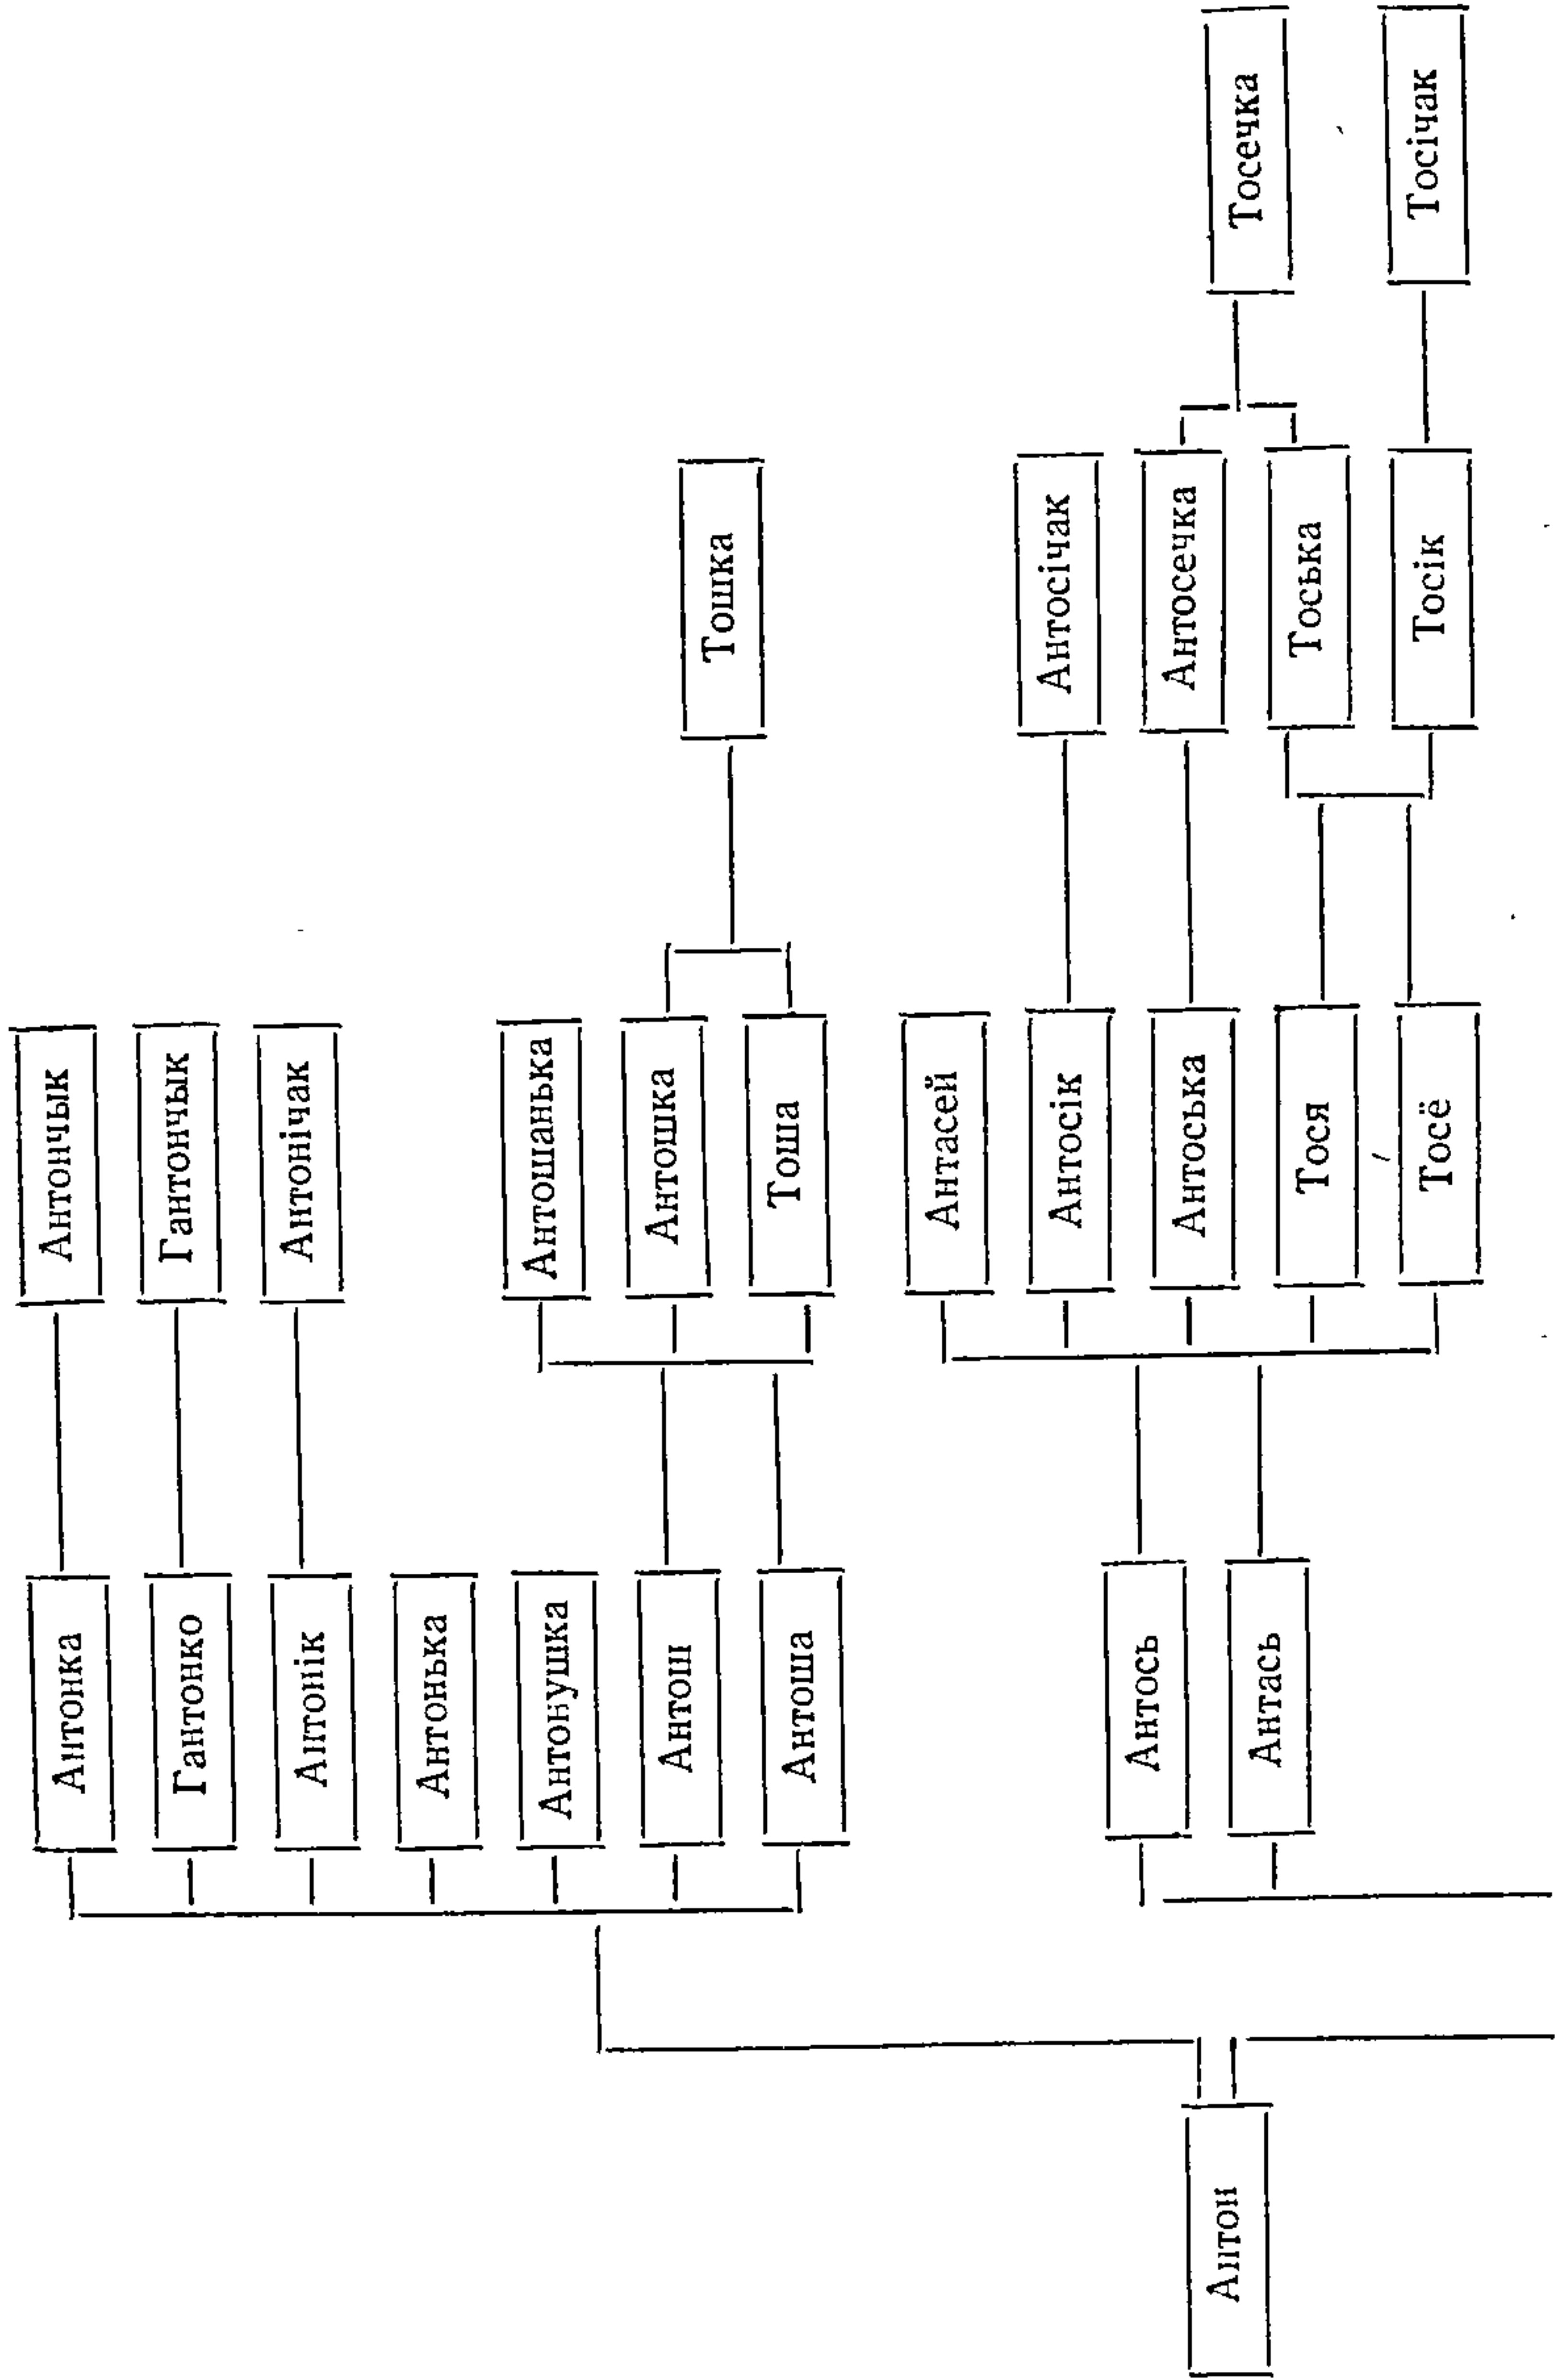 Антон
Антонка
Гантонко
Антонік
Антонька
Антонушка
Антош
Антоша
Антось
Антась
Антончык
Гантончык
Антонічак
Антошанька
Антошка
Тоша
Антасей
Антосік
Антоська
Тося
Тосё
Тошка
Антосічак
Антосечка
Тоська
Тосік
Тосечка
Тосічак